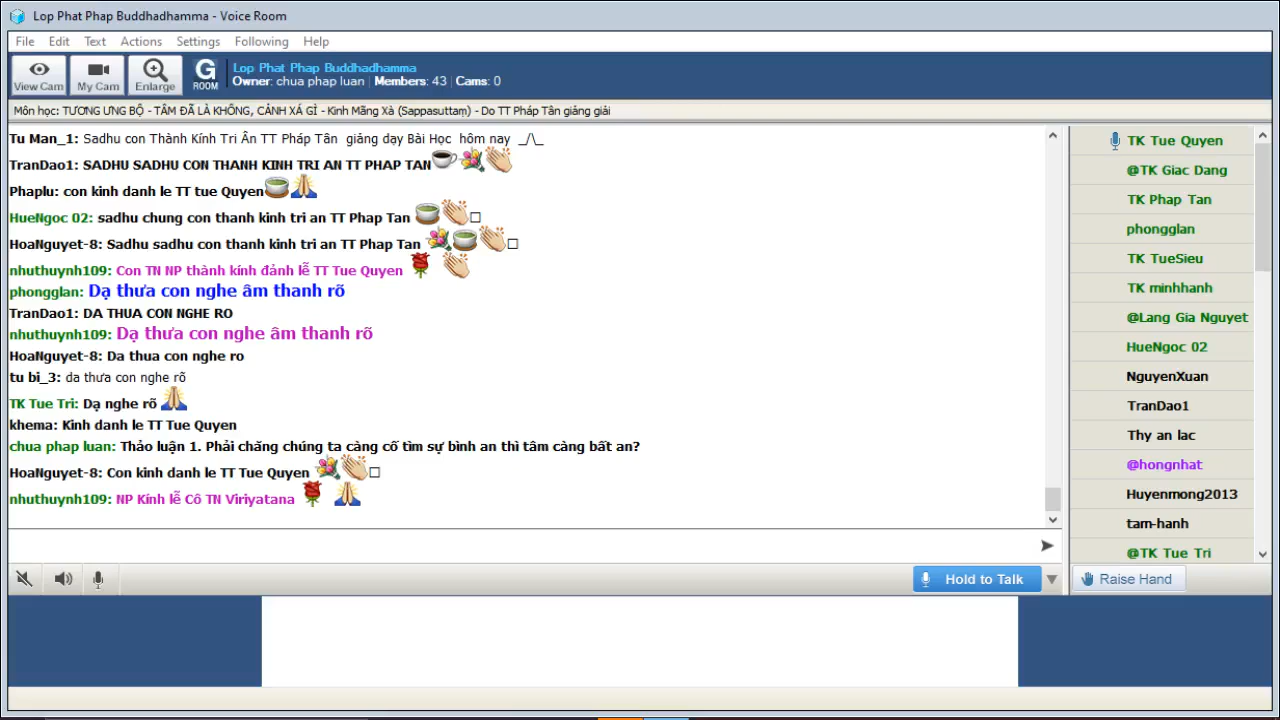 Lop Phat Phap Buddhadhamma - Voice Room
File Edit Text Actions Settings Following Help
View Cam My Cam Enlarge G ROOM
Lop Phat Phap Buddhadhamma
Owner: chua phap luan | Members: 43 | Cams: 0
Môn học: TƯƠNG ƯNG BỘ - TÂM ĐÃ LÀ KHÔNG, CẢNH XÁ GÌ - Kinh Mãng Xà (Sappasuttaṃ) - Do TT Pháp Tân giảng giải
Tu Man_1: Sadhu con Thành Kính Tri Ân TT Pháp Tân giảng dạy Bài Học hôm nay _/\_
TranDao1: SADHU SADHU CON THANH KINH TRI AN TT PHAP TAN
Phaplu: con kinh danh le TT tue Quyen
HueNgoc 02: sadhu chung con thanh kinh tri an TT Phap Tan
HoaNguyet-8: Sadhu sadhu con thanh kinh tri an TT Phap Tan
nhuthuynh109: Con TN NP thành kính đảnh lễ TT Tue Quyen
phongglan: Dạ thưa con nghe âm thanh rõ
TranDao1: DA THUA CON NGHE RO
nhuthuynh109: Dạ thưa con nghe âm thanh rõ
HoaNguyet-8: Da thua con nghe ro
tu bi_3: da thưa con nghe rõ
TK Tue Tri: Dạ nghe rõ
khema: Kinh danh le TT Tue Quyen
chua phap luan: Thảo luận 1. Phải chăng chúng ta càng cố tìm sự bình an thì tâm càng bất an?
HoaNguyet-8: Con kinh danh le TT Tue Quyen
nhuthuynh109: NP Kính lễ Cô TN Viriyatana
TK Tue Quyen
@TK Giac Dang
TK Phap Tan
phongglan
TK TueSieu
TK minhhanh
@Lang Gia Nguyet
HueNgoc 02
NguyenXuan
TranDao1
Thy an lac
@hongnhat
Huyenmong2013
tam-hanh
@TK Tue Tri
Hold to Talk
Raise Hand